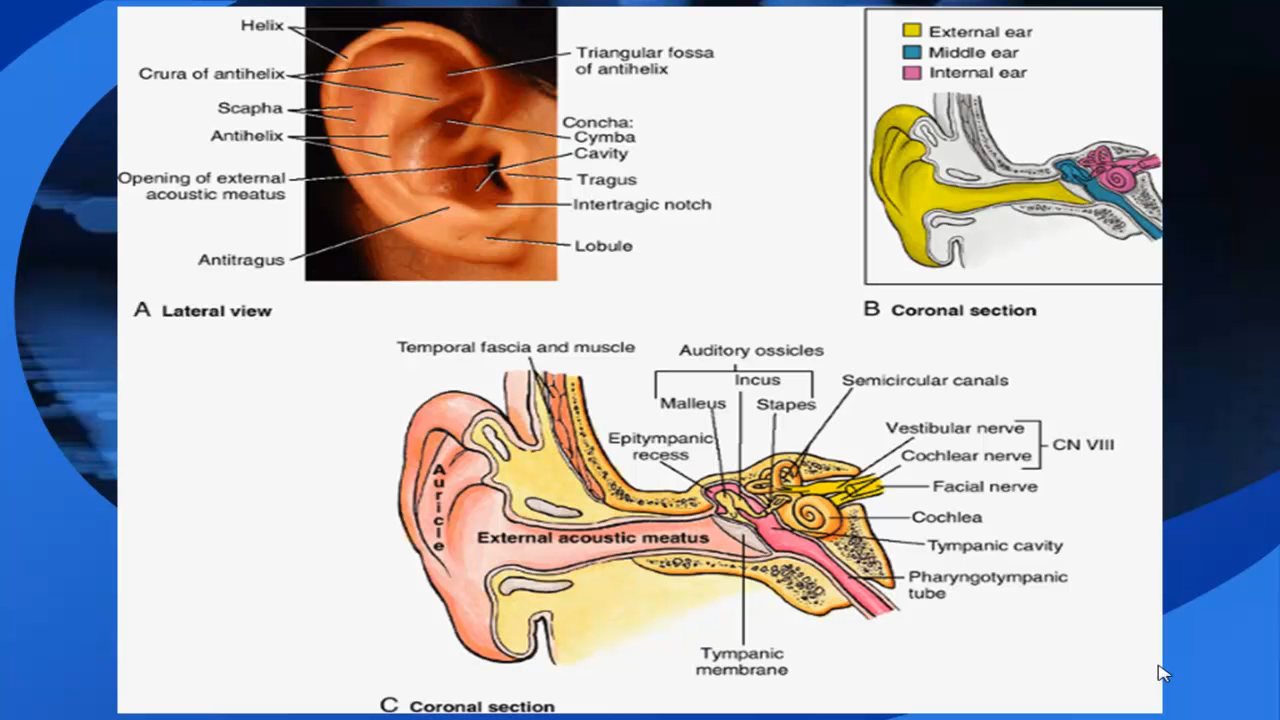 Helix
Crura of antihelix
Scapha
Antihelix
Opening of external
acoustic meatus
Antitragus
Triangular fossa
of antihelix
Concha:
Cymba
Cavity
Tragus
Intertragic notch
Lobule
A Lateral view
External ear
Middle ear
Internal ear
B Coronal section
Temporal fascia and muscle
Auditory ossicles
Incus
Malleus
Stapes
Semicircular canals
Epitympanic
recess
Vestibular nerve
Cochlear nerve
CN VIII
Facial nerve
Cochlea
Tympanic cavity
Pharyngotympanic
tube
Auricle
External acoustic meatus
Tympanic
membrane
C Coronal section